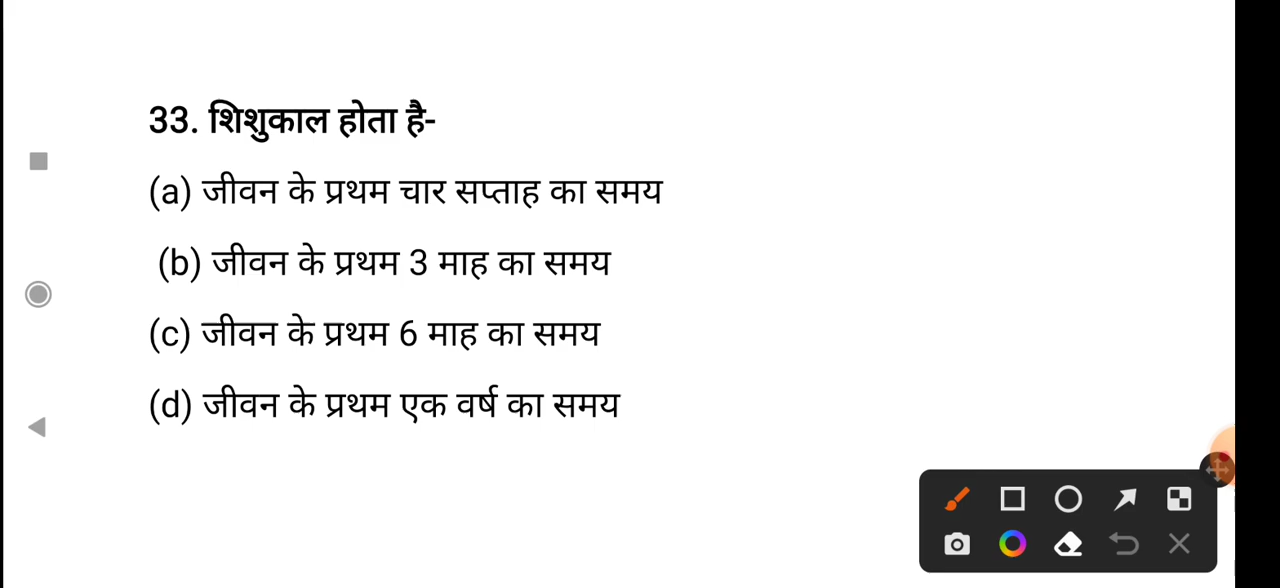 33. शिशुकाल होता है-
(a) जीवन के प्रथम चार सप्ताह का समय
(b) जीवन के प्रथम 3 माह का समय
(c) जीवन के प्रथम 6 माह का समय
(d) जीवन के प्रथम एक वर्ष का समय